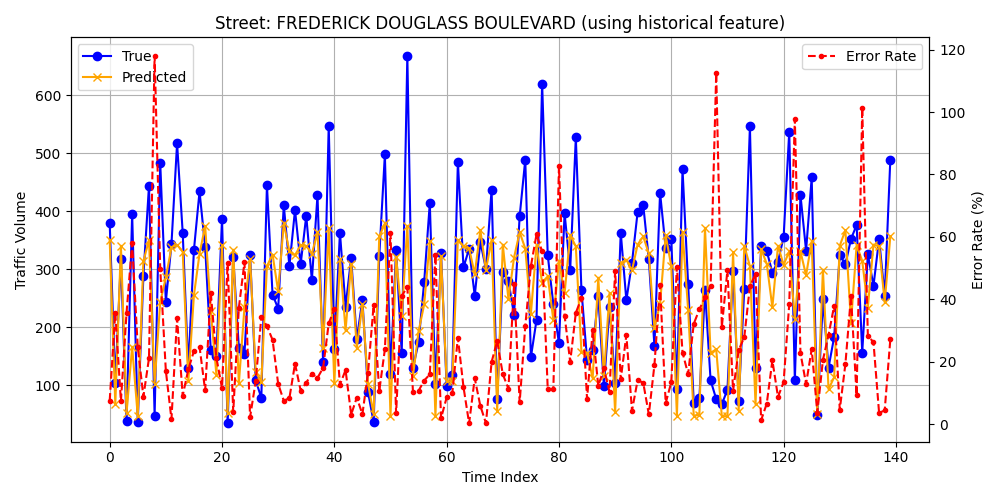 Street: FREDERICK DOUGLASS BOULEVARD (using historical feature)
True
Predicted
Error Rate
Traffic Volume
600
500
400
300
200
100
Error Rate (%)
120
100
80
60
40
20
0
0 20 40 60 80 100 120 140
Time Index